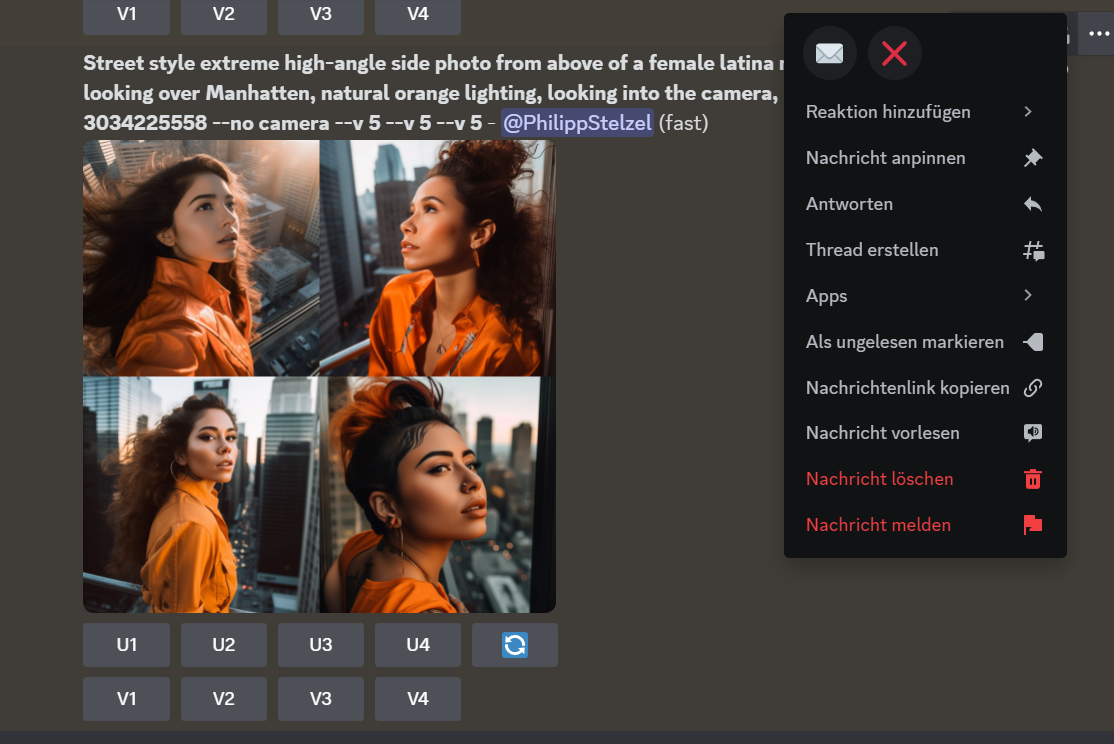 V1 V2 V3 V4
Street style extreme high-angle side photo from above of a female latina
looking over Manhatten, natural orange lighting, looking into the camera,
3034225558 --no camera --v 5 --v 5 --v 5 - @PhilippStelzel (fast)
U1 U2 U3 U4
V1 V2 V3 V4
Reaktion hinzufügen
Nachricht anpinnen
Antworten
Thread erstellen
Apps
Als ungelesen markieren
Nachrichtenlink kopieren
Nachricht vorlesen
Nachricht löschen
Nachricht melden